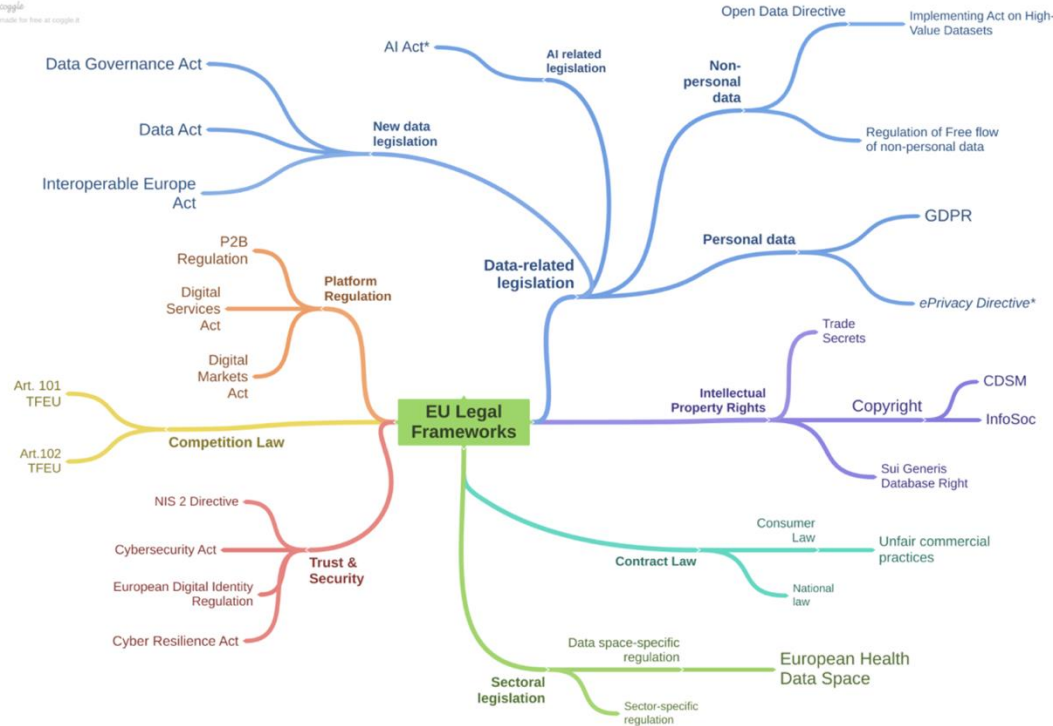 coggle
made for free at coggle.it
Open Data Directive
Implementing Act on High-
Value Datasets
AI Act*
AI related
legislation
Data Governance Act
Non-
personal
data
Data Act
New data
legislation
Regulation of Free flow
of non-personal data
Interoperable Europe
Act
GDPR
Personal data
P2B
Regulation
Data-related
legislation
Platform
Regulation
Digital
Services
Act
ePrivacy Directive*
Trade
Secrets
Digital
Markets
Act
Art. 101
TFEU
Intellectual
Property Rights
CDSM
Copyright
InfoSoc
EU Legal
Frameworks
Competition Law
Art.102
TFEU
Sui Generis
Database Right
NIS 2 Directive
Consumer
Law
Unfair commercial
practices
Cybersecurity Act
Trust &
Security
Contract Law
European Digital Identity
Regulation
National
law
Cyber Resilience Act
Data space-specific
regulation
European Health
Data Space
Sectoral
legislation
Sector-specific
regulation